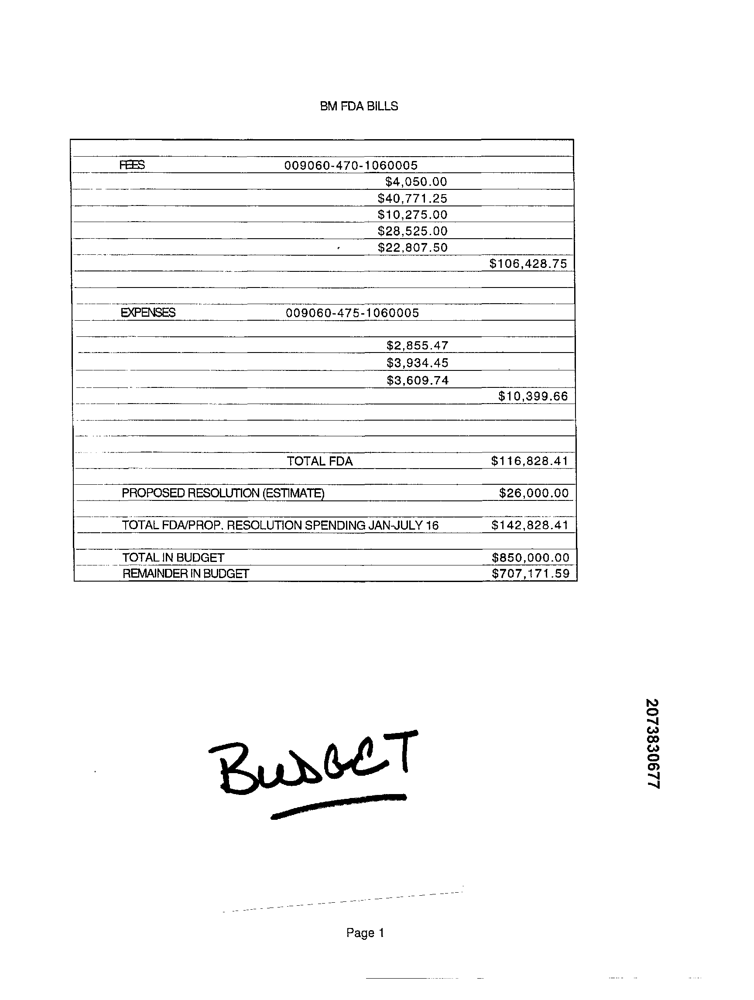 BM FDA BILLS
FEES 009060-470-1060005
$4,050.00
$40,771.25
$10,275.00
$28,525.00
$22,807.50
$106,428.75
EXPENSES 009060-475-1060005
$2,855.47
$3,934.45
$3,609.74
$10,399.66
TOTAL FDA $116,828.41
PROPOSED RESOLUTION (ESTIMATE) $26,000.00
TOTAL FDA/PROP. RESOLUTION SPENDING JAN-JULY 16 $142,828.41
TOTAL IN BUDGET $850,000.00
REMAINDER IN BUDGET $707,171.59
2073830677
BUDGET
Page 1